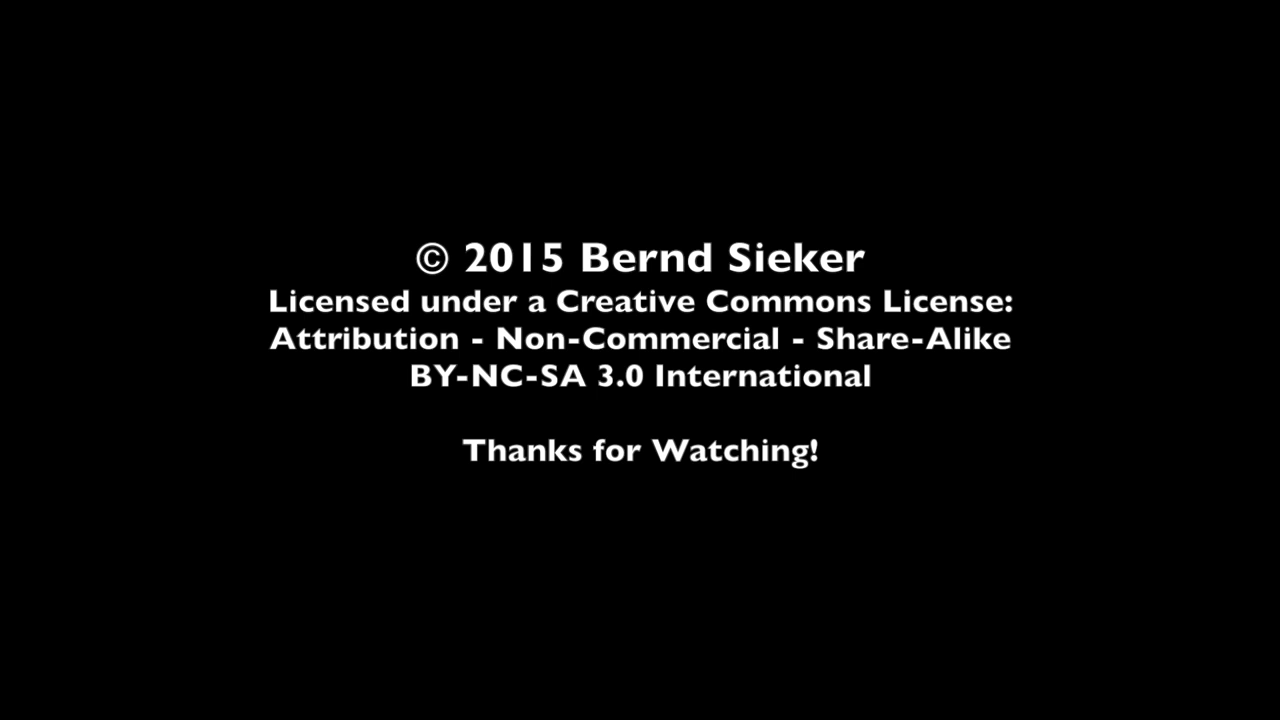 © 2015 Bernd Sieker
Licensed under a Creative Commons License:
Attribution - Non-Commercial - Share-Alike
BY-NC-SA 3.0 International
Thanks for Watching!